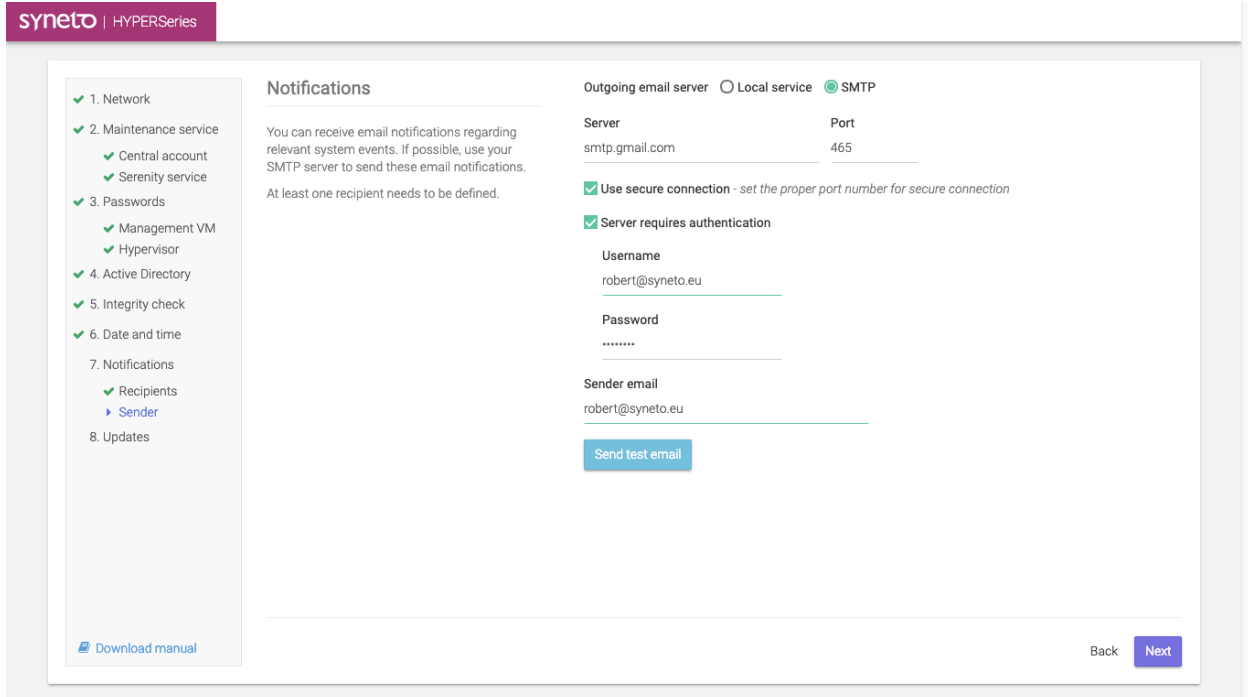 syneto | HYPERSeries
1. Network
2. Maintenance service
Central account
Serenity service
3. Passwords
Management VM
Hypervisor
4. Active Directory
5. Integrity check
6. Date and time
7. Notifications
Recipients
Sender
8. Updates
Download manual
Notifications
You can receive email notifications regarding
relevant system events. If possible, use your
SMTP server to send these email notifications.
At least one recipient needs to be defined.
Outgoing email server Local service SMTP
Server Port
smtp.gmail.com 465
Use secure connection - set the proper port number for secure connection
Server requires authentication
Username
robert@syneto.eu
Password
••••••••
Sender email
robert@syneto.eu
Send test email
Back Next